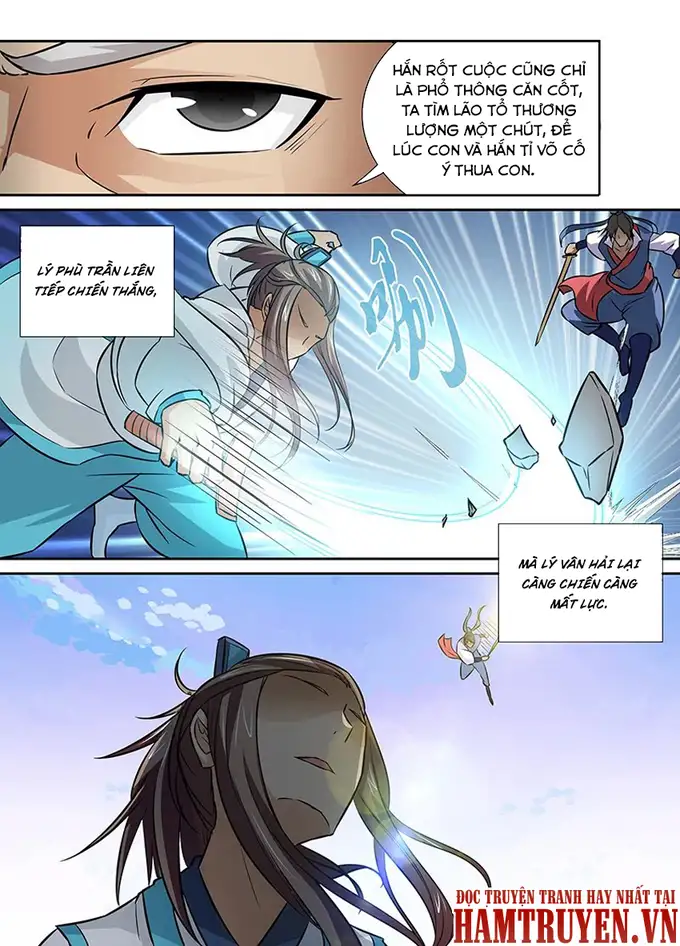 HẮN RỐT CUỘC CŨNG CHỈ
LÀ PHỔ THÔNG CĂN CỐT,
TA TÌM LÃO TỔ THƯƠNG
LƯỢNG MỘT CHÚT, ĐỂ
LÚC CON VÀ HẮN TỈ VÕ CỐ
Ý THUA CON.
LÝ PHÙ TRẦN LIÊN
TIẾP CHIẾN THẮNG,
唰
MÀ LÝ VÂN HẢI LẠI
CÀNG CHIẾN CÀNG
MẤT LỰC.
ĐỌC TRUYỆN TRANH HAY NHẤT TẠI
HAMTRUYEN.VN